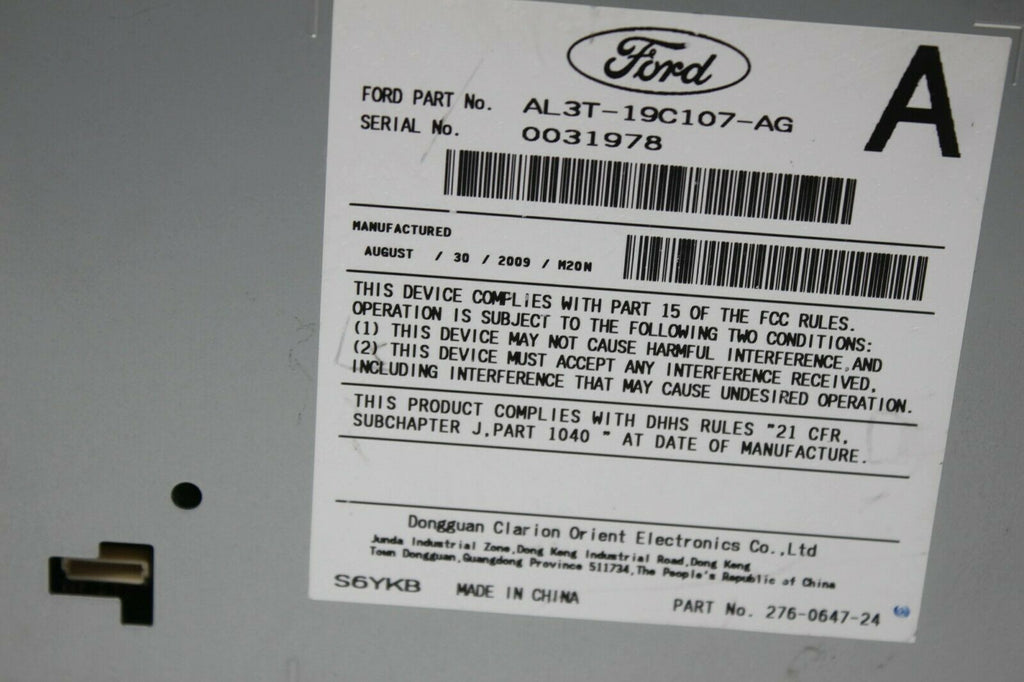 Ford
A
FORD PART No. AL3T-19C107-AG
SERIAL No. 0031978
MANUFACTURED
AUGUST / 30 / 2009 / M20N
THIS DEVICE COMPLIES WITH PART 15 OF THE FCC RULES.
OPERATION IS SUBJECT TO THE FOLLOWING TWO CONDITIONS:
(1) THIS DEVICE MAY NOT CAUSE HARMFUL INTERFERENCE,AND
(2) THIS DEVICE MUST ACCEPT ANY INTERFERENCE RECEIVED,
INCLUDING INTERFERENCE THAT MAY CAUSE UNDESIRED OPERATION.
THIS PRODUCT COMPLIES WITH DHHS RULES "21 CFR,
SUBCHAPTER J,PART 1040 " AT DATE OF MANUFACTURE.
Dongguan Clarion Orient Electronics Co.,Ltd
Junda Industrial Zone,Dong Keng Industrial Road,Dong Keng
Town Dongguan,Guangdong Province 511734,The People's Republic of China
S6YKB MADE IN CHINA PART No. 276-0647-24